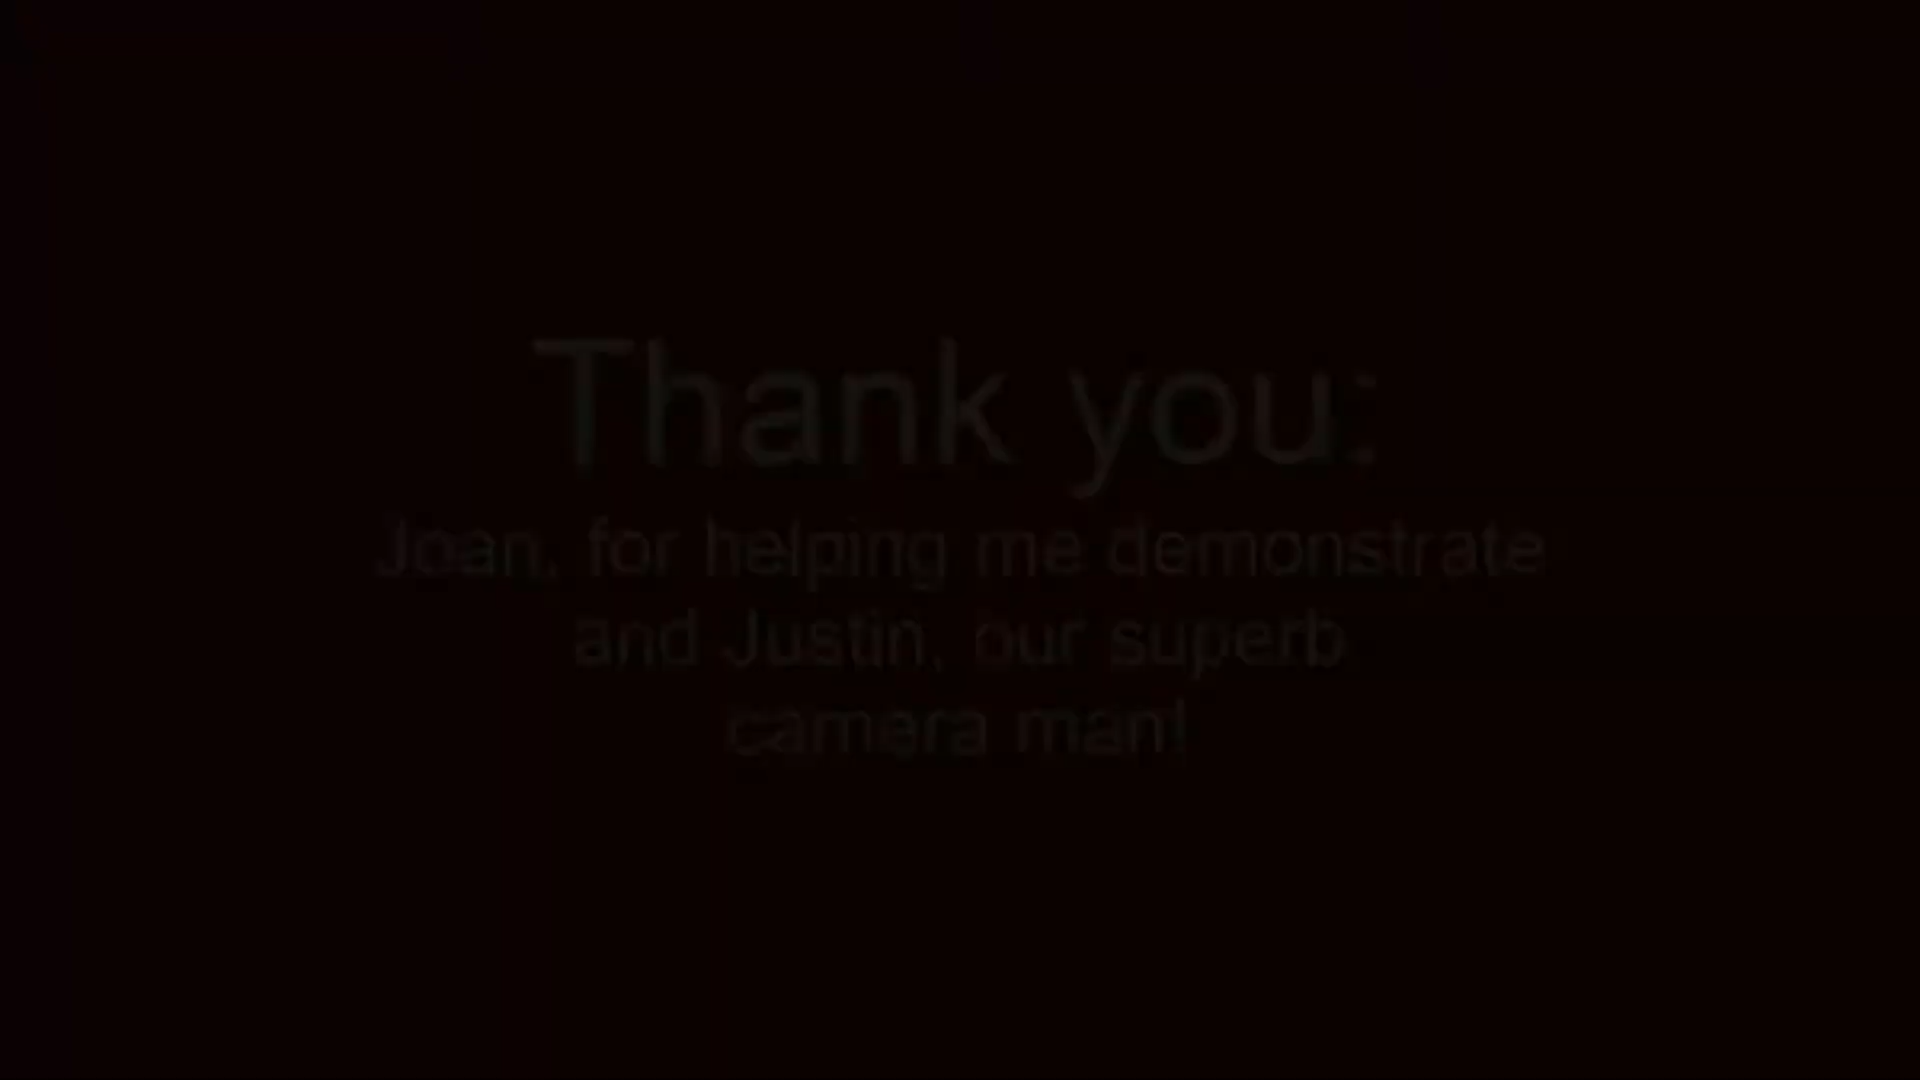 Thank you:
Joan, for helping me demonstrate
and Justin, our superb
camera man!